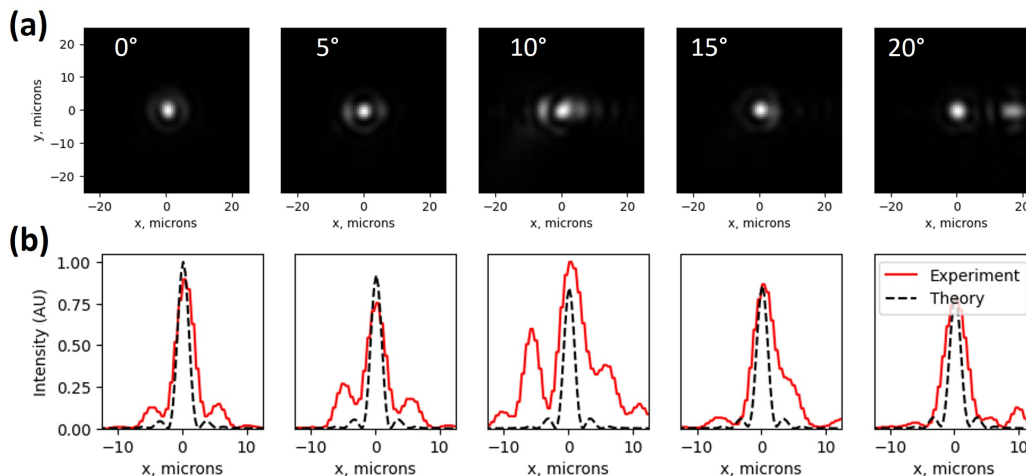 (a)
0° 5° 10° 15° 20°
20
10
0
−10
−20
y, microns
−20 0 20 −20 0 20 −20 0 20 −20 0 20 −20 0 20
x, microns x, microns x, microns x, microns x, microns
(b)
1.00
0.75
0.50
0.25
0.00
Intensity (AU)
Experiment
Theory
−10 0 10 −10 0 10 −10 0 10 −10 0 10 −10 0 10
x, microns x, microns x, microns x, microns x, microns